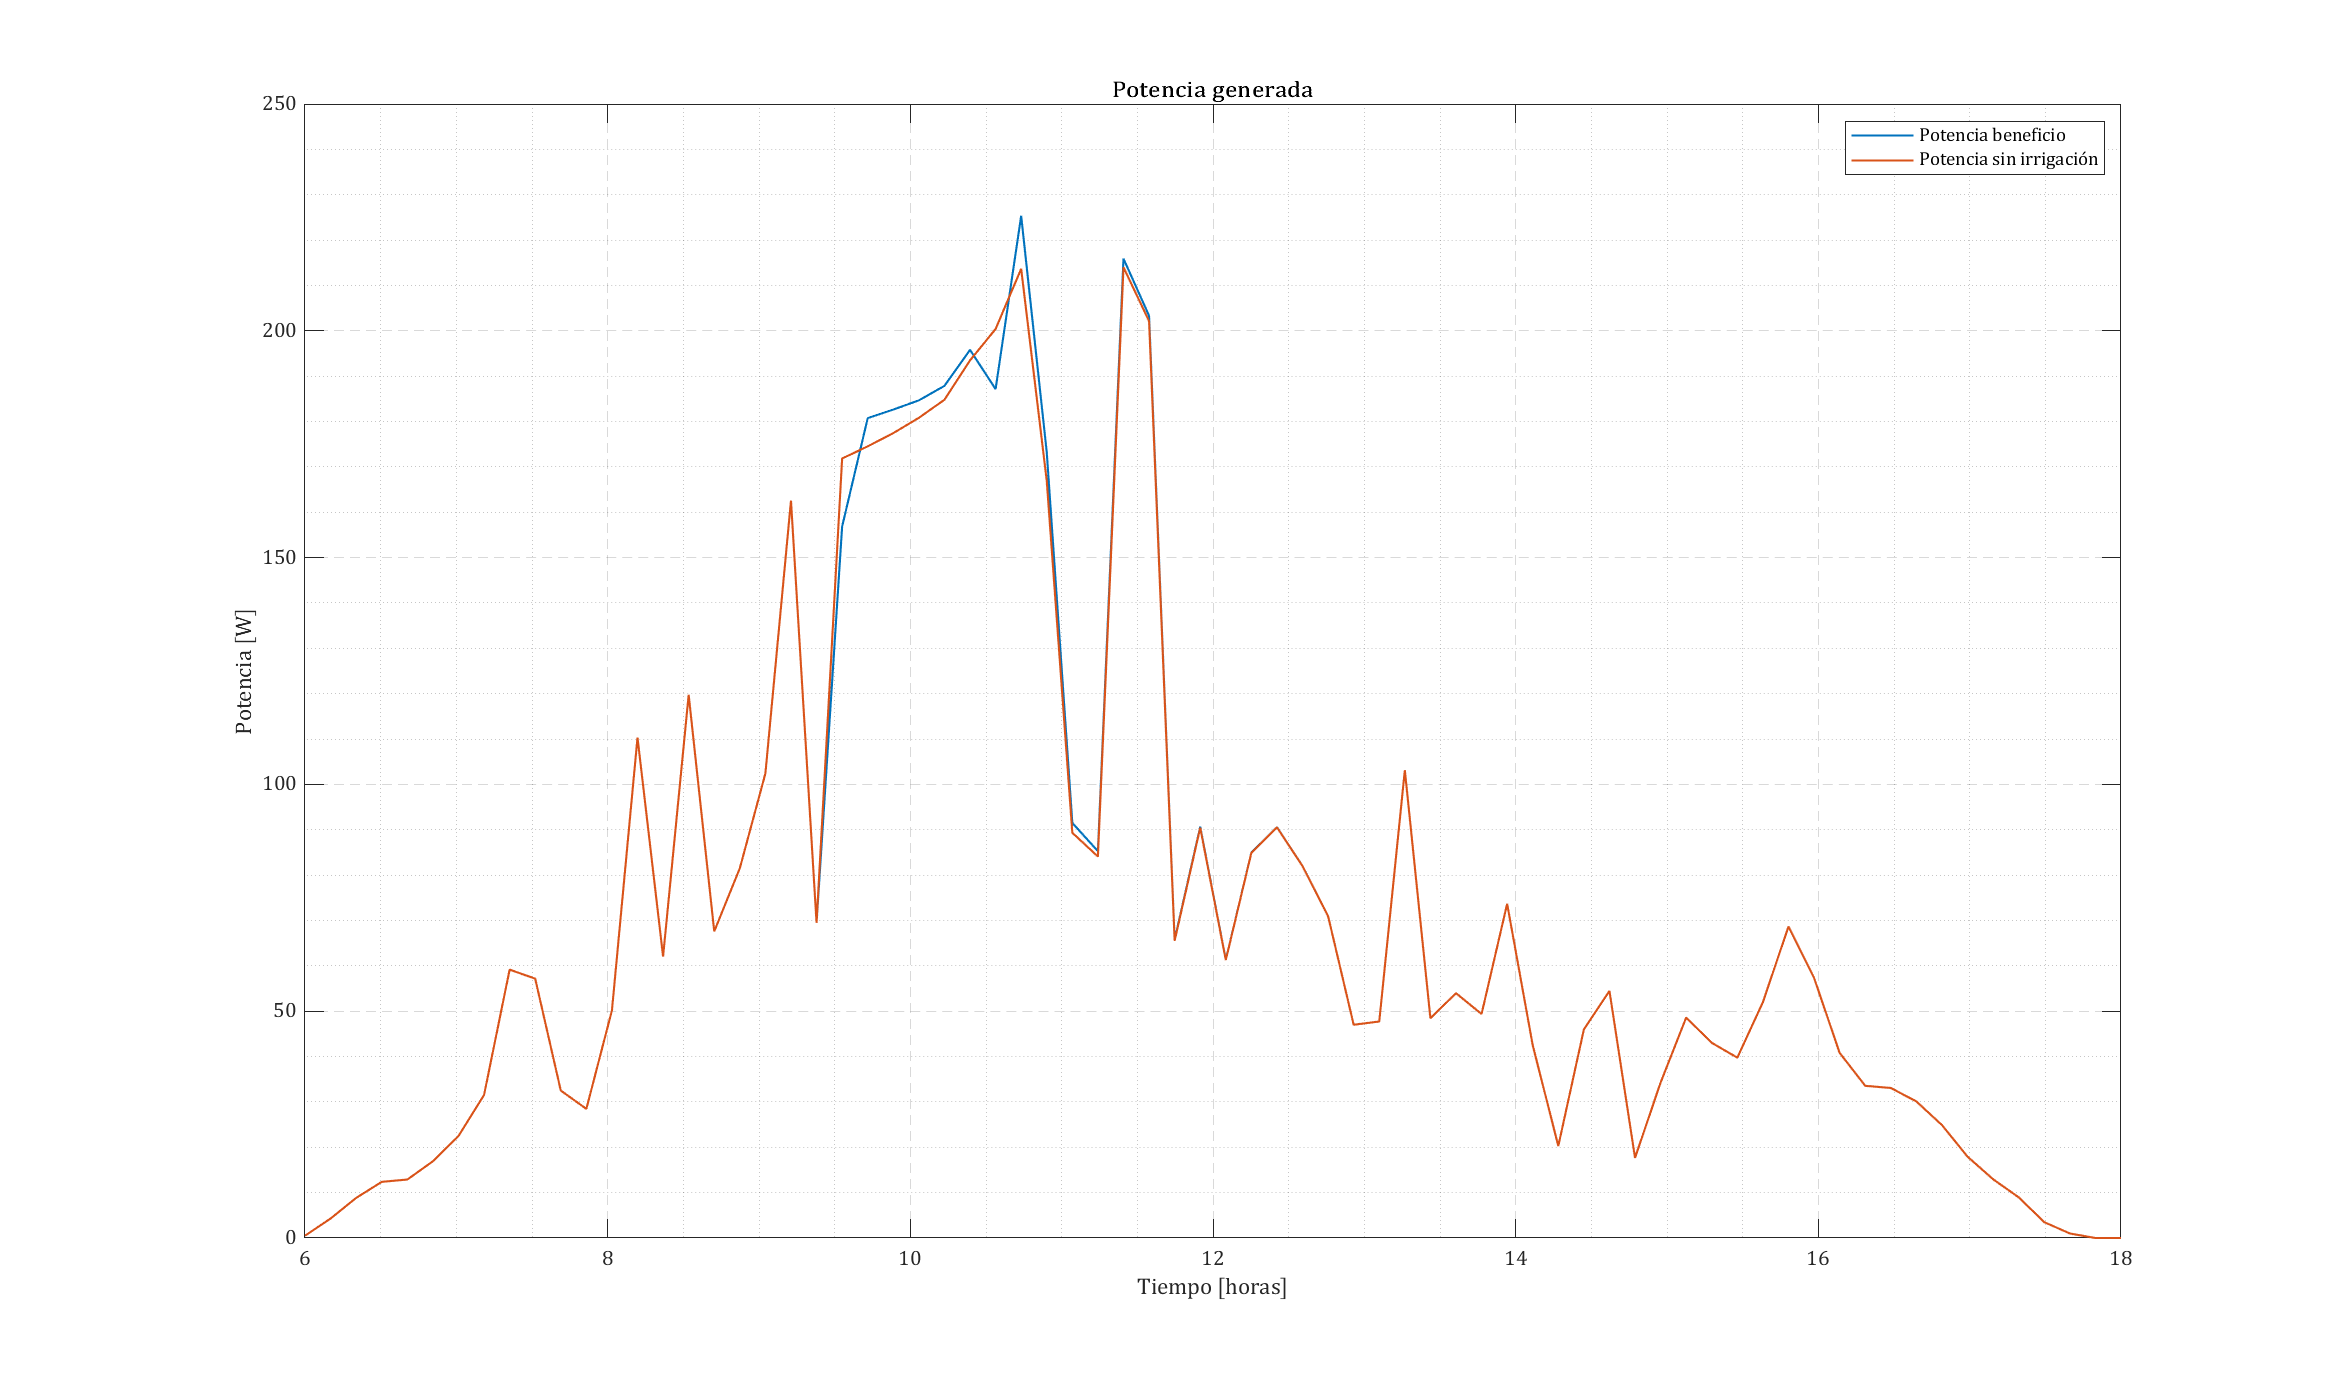 Potencia generada
250
200
150
100
50
0
Potencia [W]
Potencia beneficio
Potencia sin irrigación
6 8 10 12 14 16 18
Tiempo [horas]